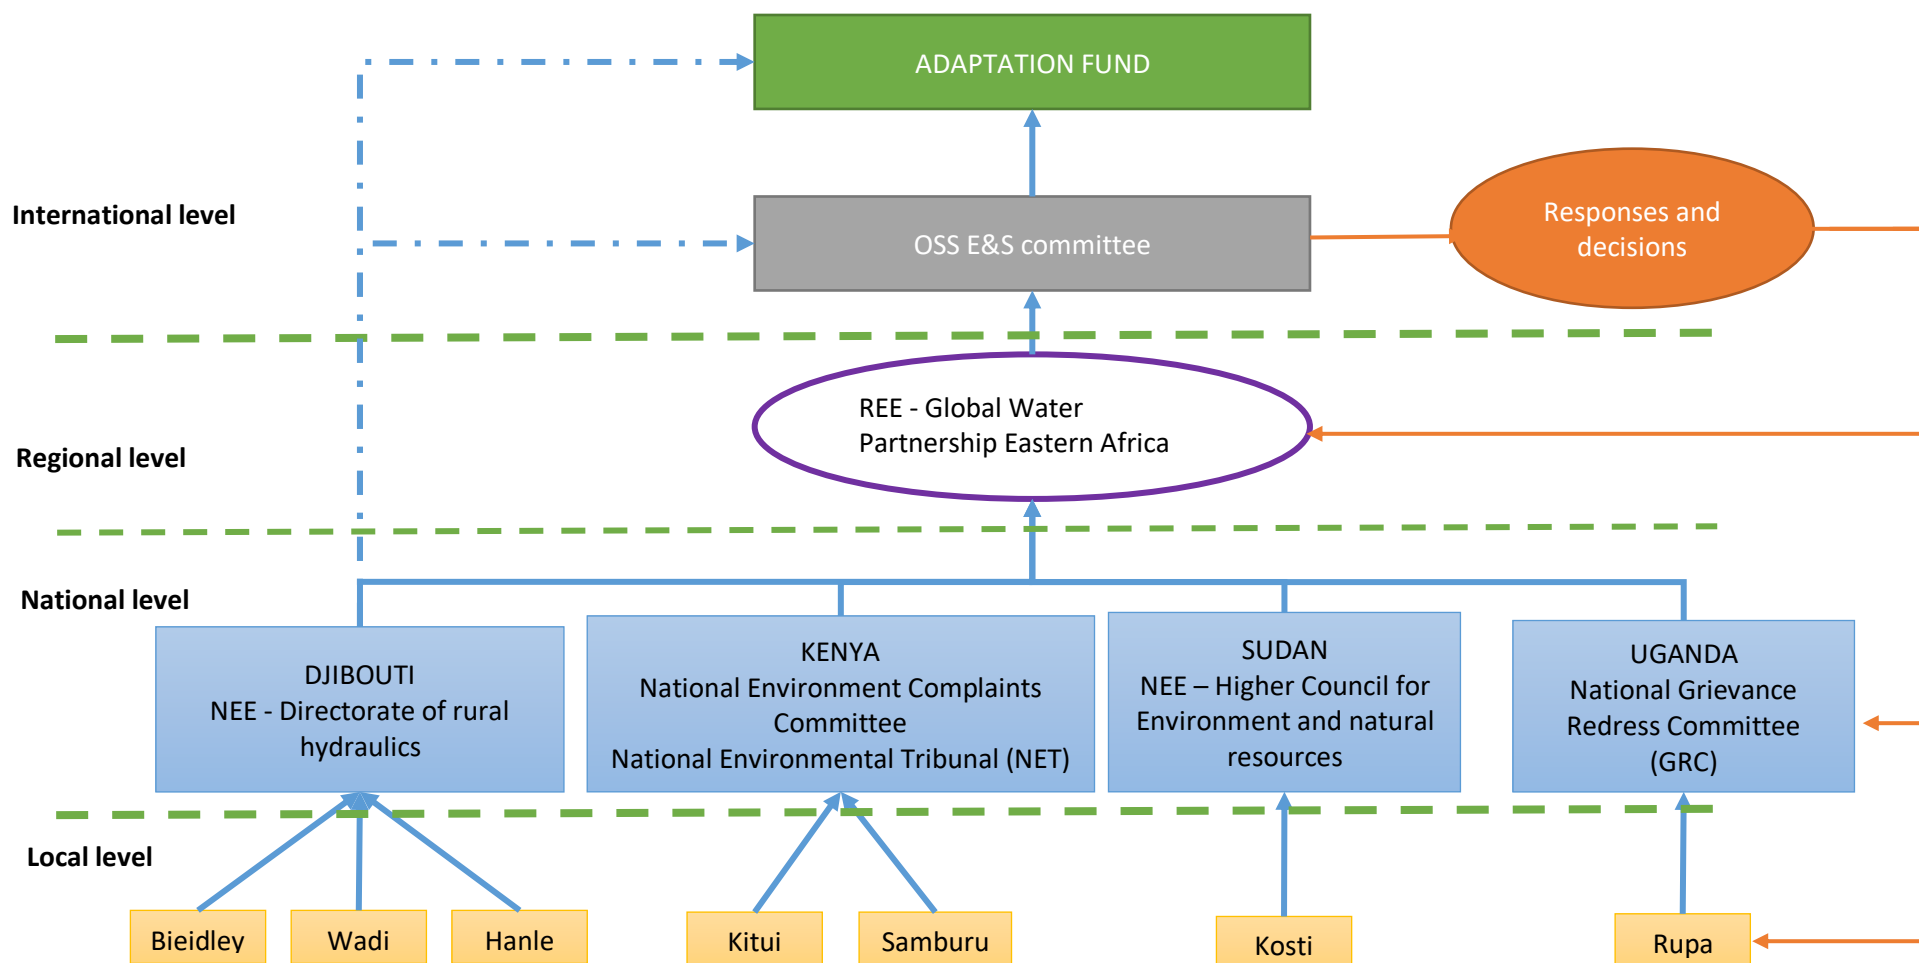 ADAPTATION FUND
International level
OSS E&S committee
Responses and
decisions
REE - Global Water
Partnership Eastern Africa
Regional level
National level
DJIBOUTI
NEE - Directorate of rural
hydraulics
KENYA
National Environment Complaints
Committee
National Environmental Tribunal (NET)
SUDAN
NEE – Higher Council for
Environment and natural
resources
UGANDA
National Grievance
Redress Committee
(GRC)
Local level
Bieidley
Wadi
Hanle
Kitui
Samburu
Kosti
Rupa